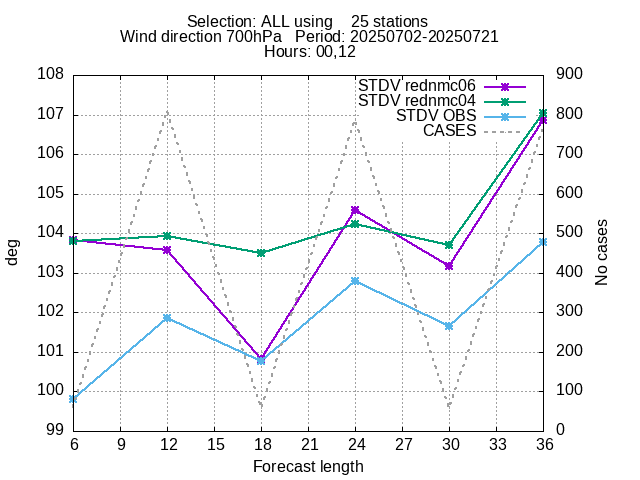 Selection: ALL using    25 stations
Wind direction 700hPa   Period: 20250702-20250721
Hours: 00,12
108 900
107 800
106 700
105 600
104 500
103 400
102 300
101 200
100 100
99 0
STDV rednmc06
STDV rednmc04
STDV OBS
CASES
deg
No cases
6 9 12 15 18 21 24 27 30 33 36
Forecast length